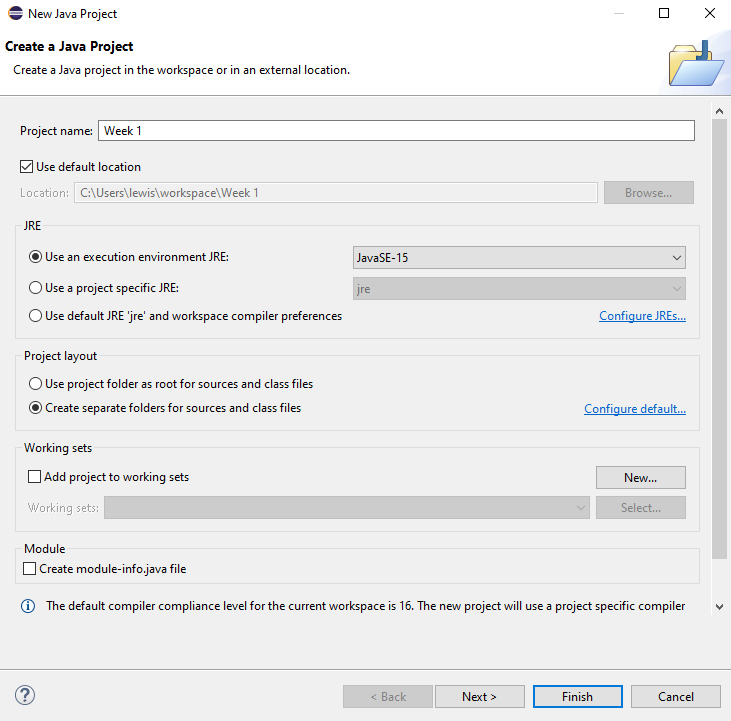 New Java Project
Create a Java Project
Create a Java project in the workspace or in an external location.
Project name: Week 1
Use default location
Location: C:\Users\lewis\workspace\Week 1 Browse...
JRE
Use an execution environment JRE: JavaSE-15
Use a project specific JRE: jre
Use default JRE 'jre' and workspace compiler preferences Configure JREs...
Project layout
Use project folder as root for sources and class files
Create separate folders for sources and class files Configure default...
Working sets
Add project to working sets New...
Working sets: Select...
Module
Create module-info.java file
The default compiler compliance level for the current workspace is 16. The new project will use a project specific compiler
? < Back Next > Finish Cancel